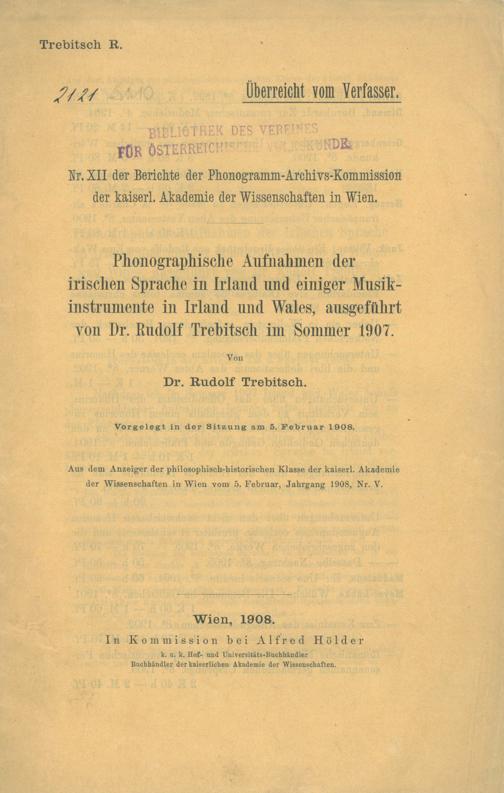 Trebitsch R.
2121
Überreicht vom Verfasser.
BIBLIOTHEK DES VEREINES
FÜR ÖSTERREICHISCHE VOLKSKUNDE
Nr. XII der Berichte der Phonogramm-Archivs-Kommission
der kaiserl. Akademie der Wissenschaften in Wien.
Phonographische Aufnahmen der
irischen Sprache in Irland und einiger Musik-
instrumente in Irland und Wales, ausgeführt
von Dr. Rudolf Trebitsch im Sommer 1907.
Von
Dr. Rudolf Trebitsch.
Vorgelegt in der Sitzung am 5. Februar 1908.
Aus dem Anzeiger der philosophisch-historischen Klasse der kaiserl. Akademie
der Wissenschaften in Wien vom 5. Februar, Jahrgang 1908, Nr. V.
Wien, 1908.
In Kommission bei Alfred Hölder
k. u. k. Hof- und Universitäts-Buchhändler
Buchhändler der kaiserlichen Akademie der Wissenschaften.